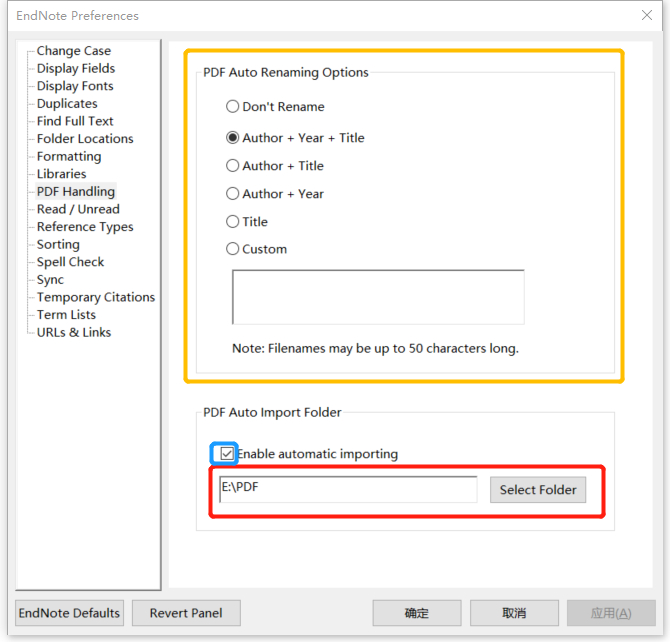 EndNote Preferences
Change Case
Display Fields
Display Fonts
Duplicates
Find Full Text
Folder Locations
Formatting
Libraries
PDF Handling
Read / Unread
Reference Types
Sorting
Spell Check
Sync
Temporary Citations
Term Lists
URLs & Links
PDF Auto Renaming Options
Don't Rename
Author + Year + Title
Author + Title
Author + Year
Title
Custom
Note: Filenames may be up to 50 characters long.
PDF Auto Import Folder
Enable automatic importing
E:\PDF
Select Folder
EndNote Defaults
Revert Panel
确定
取消
应用(A)